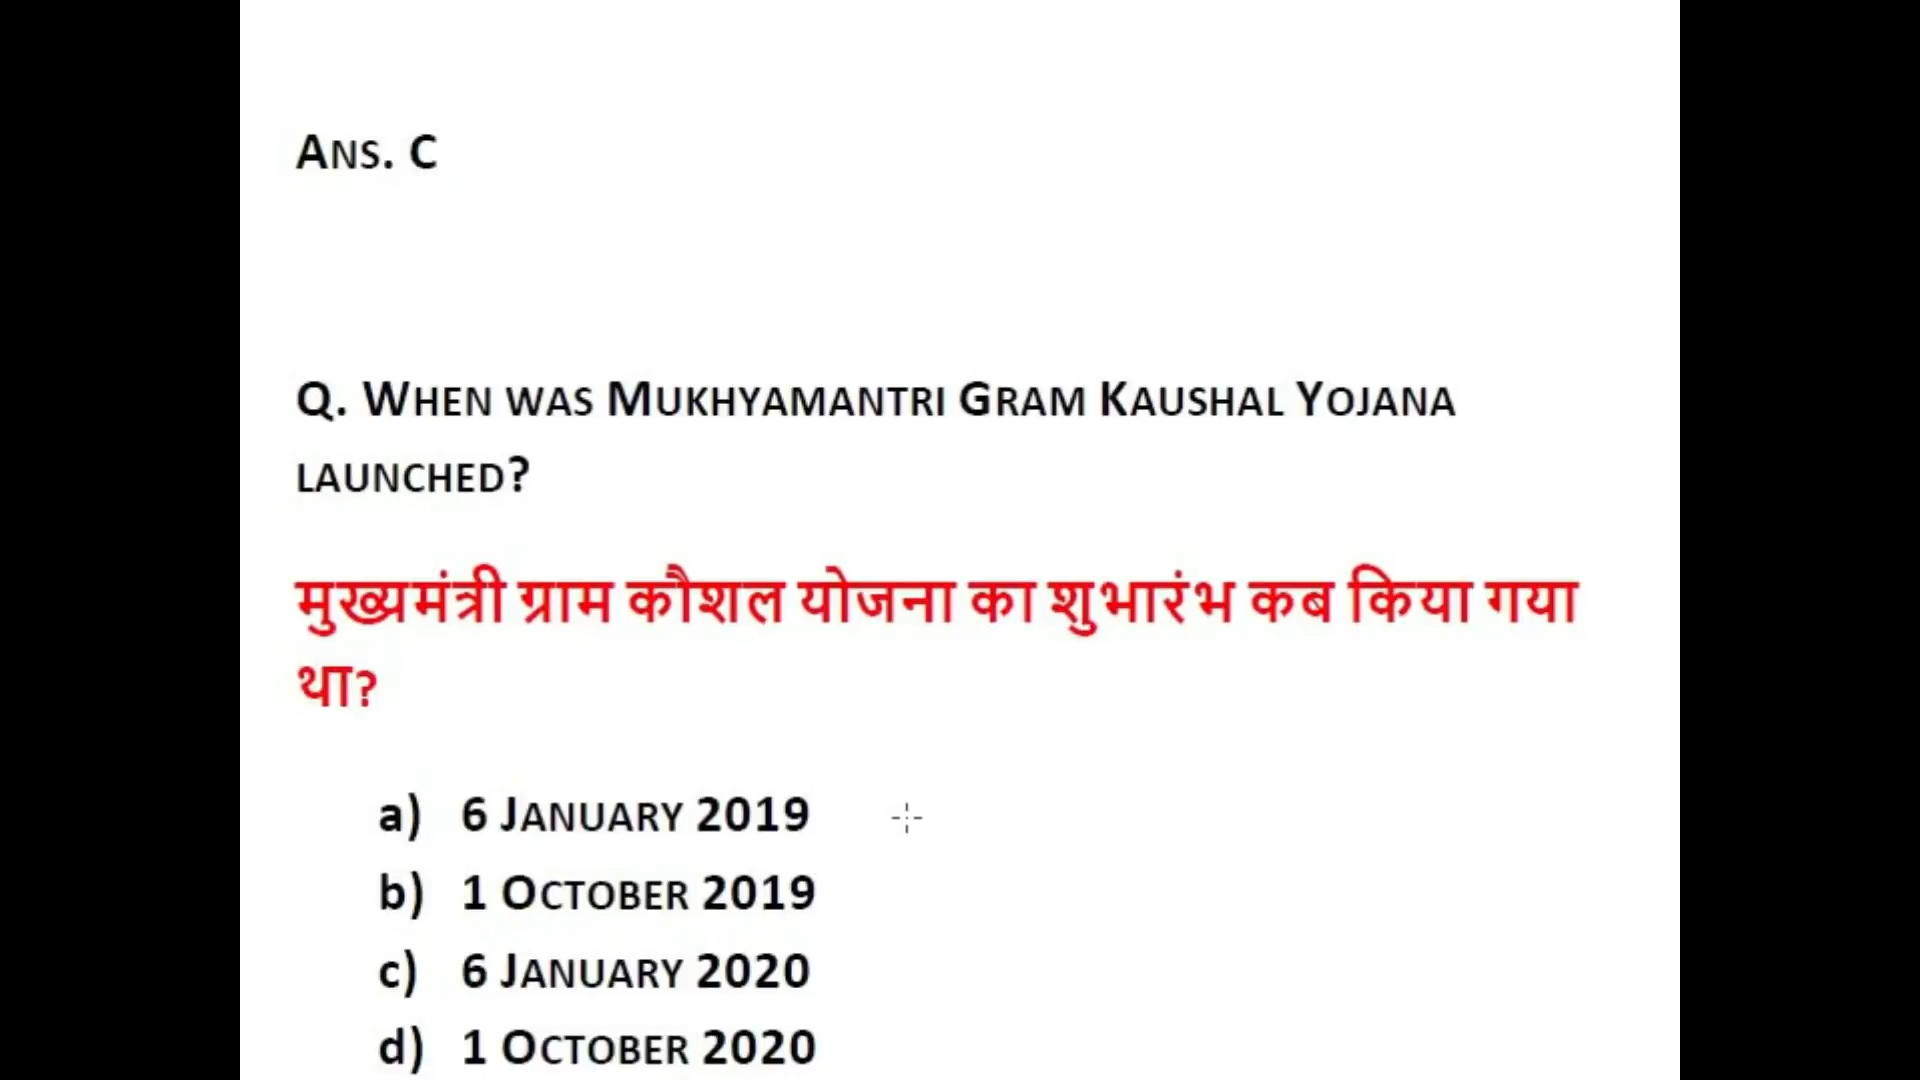 ANS. C
Q. WHEN WAS MUKHYAMANTRI GRAM KAUSHAL YOJANA
LAUNCHED?
मुख्यमंत्री ग्राम कौशल योजना का शुभारंभ कब किया गया
था?
a) 6 JANUARY 2019
b) 1 OCTOBER 2019
c) 6 JANUARY 2020
d) 1 OCTOBER 2020